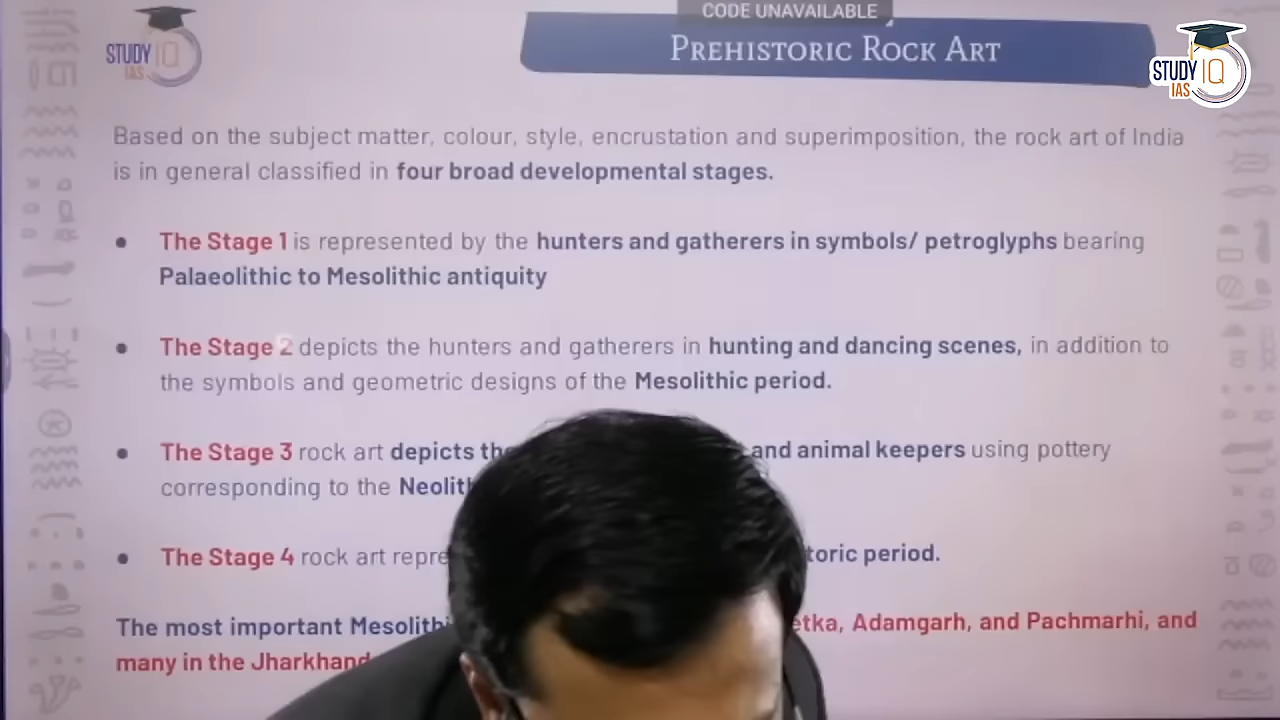 CODE UNAVAILABLE
STUDY IQ
IAS
PREHISTORIC ROCK ART
STUDY IQ
IAS
Based on the subject matter, colour, style, encrustation and superimposition, the rock art of India
is in general classified in four broad developmental stages.
• The Stage 1 is represented by the hunters and gatherers in symbols/ petroglyphs bearing
Palaeolithic to Mesolithic antiquity
• The Stage 2 depicts the hunters and gatherers in hunting and dancing scenes, in addition to
the symbols and geometric designs of the Mesolithic period.
• The Stage 3 rock art depicts and animal keepers using pottery
corresponding to the
• The Stage 4 rock art period.
The most important Adamgarh, and Pachmarhi, and
many in the Jharkhand